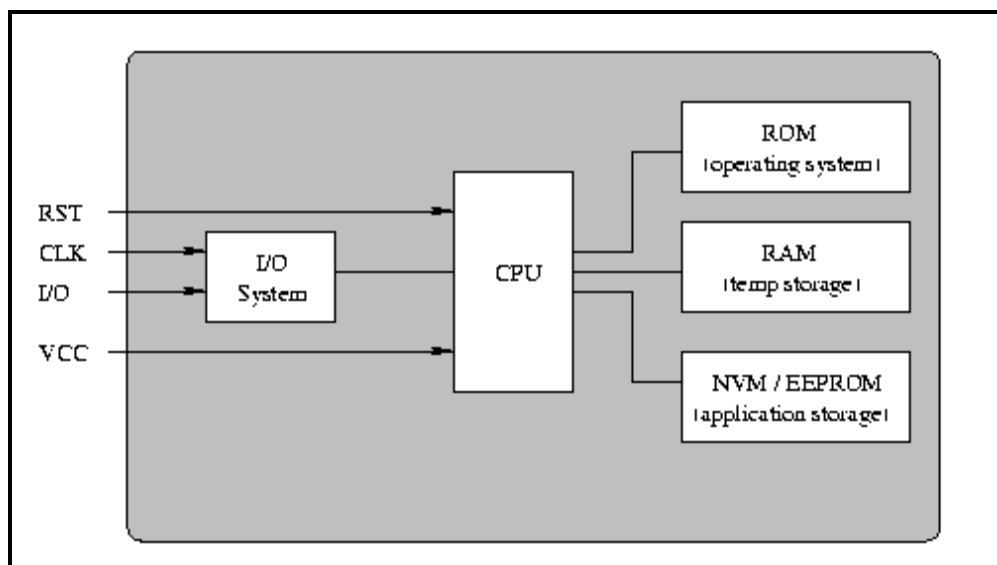 RST
CLK
I/O
VCC
I/O
System
CPU
ROM
(operating system)
RAM
(temp storage)
NVM / EEPROM
(application storage)